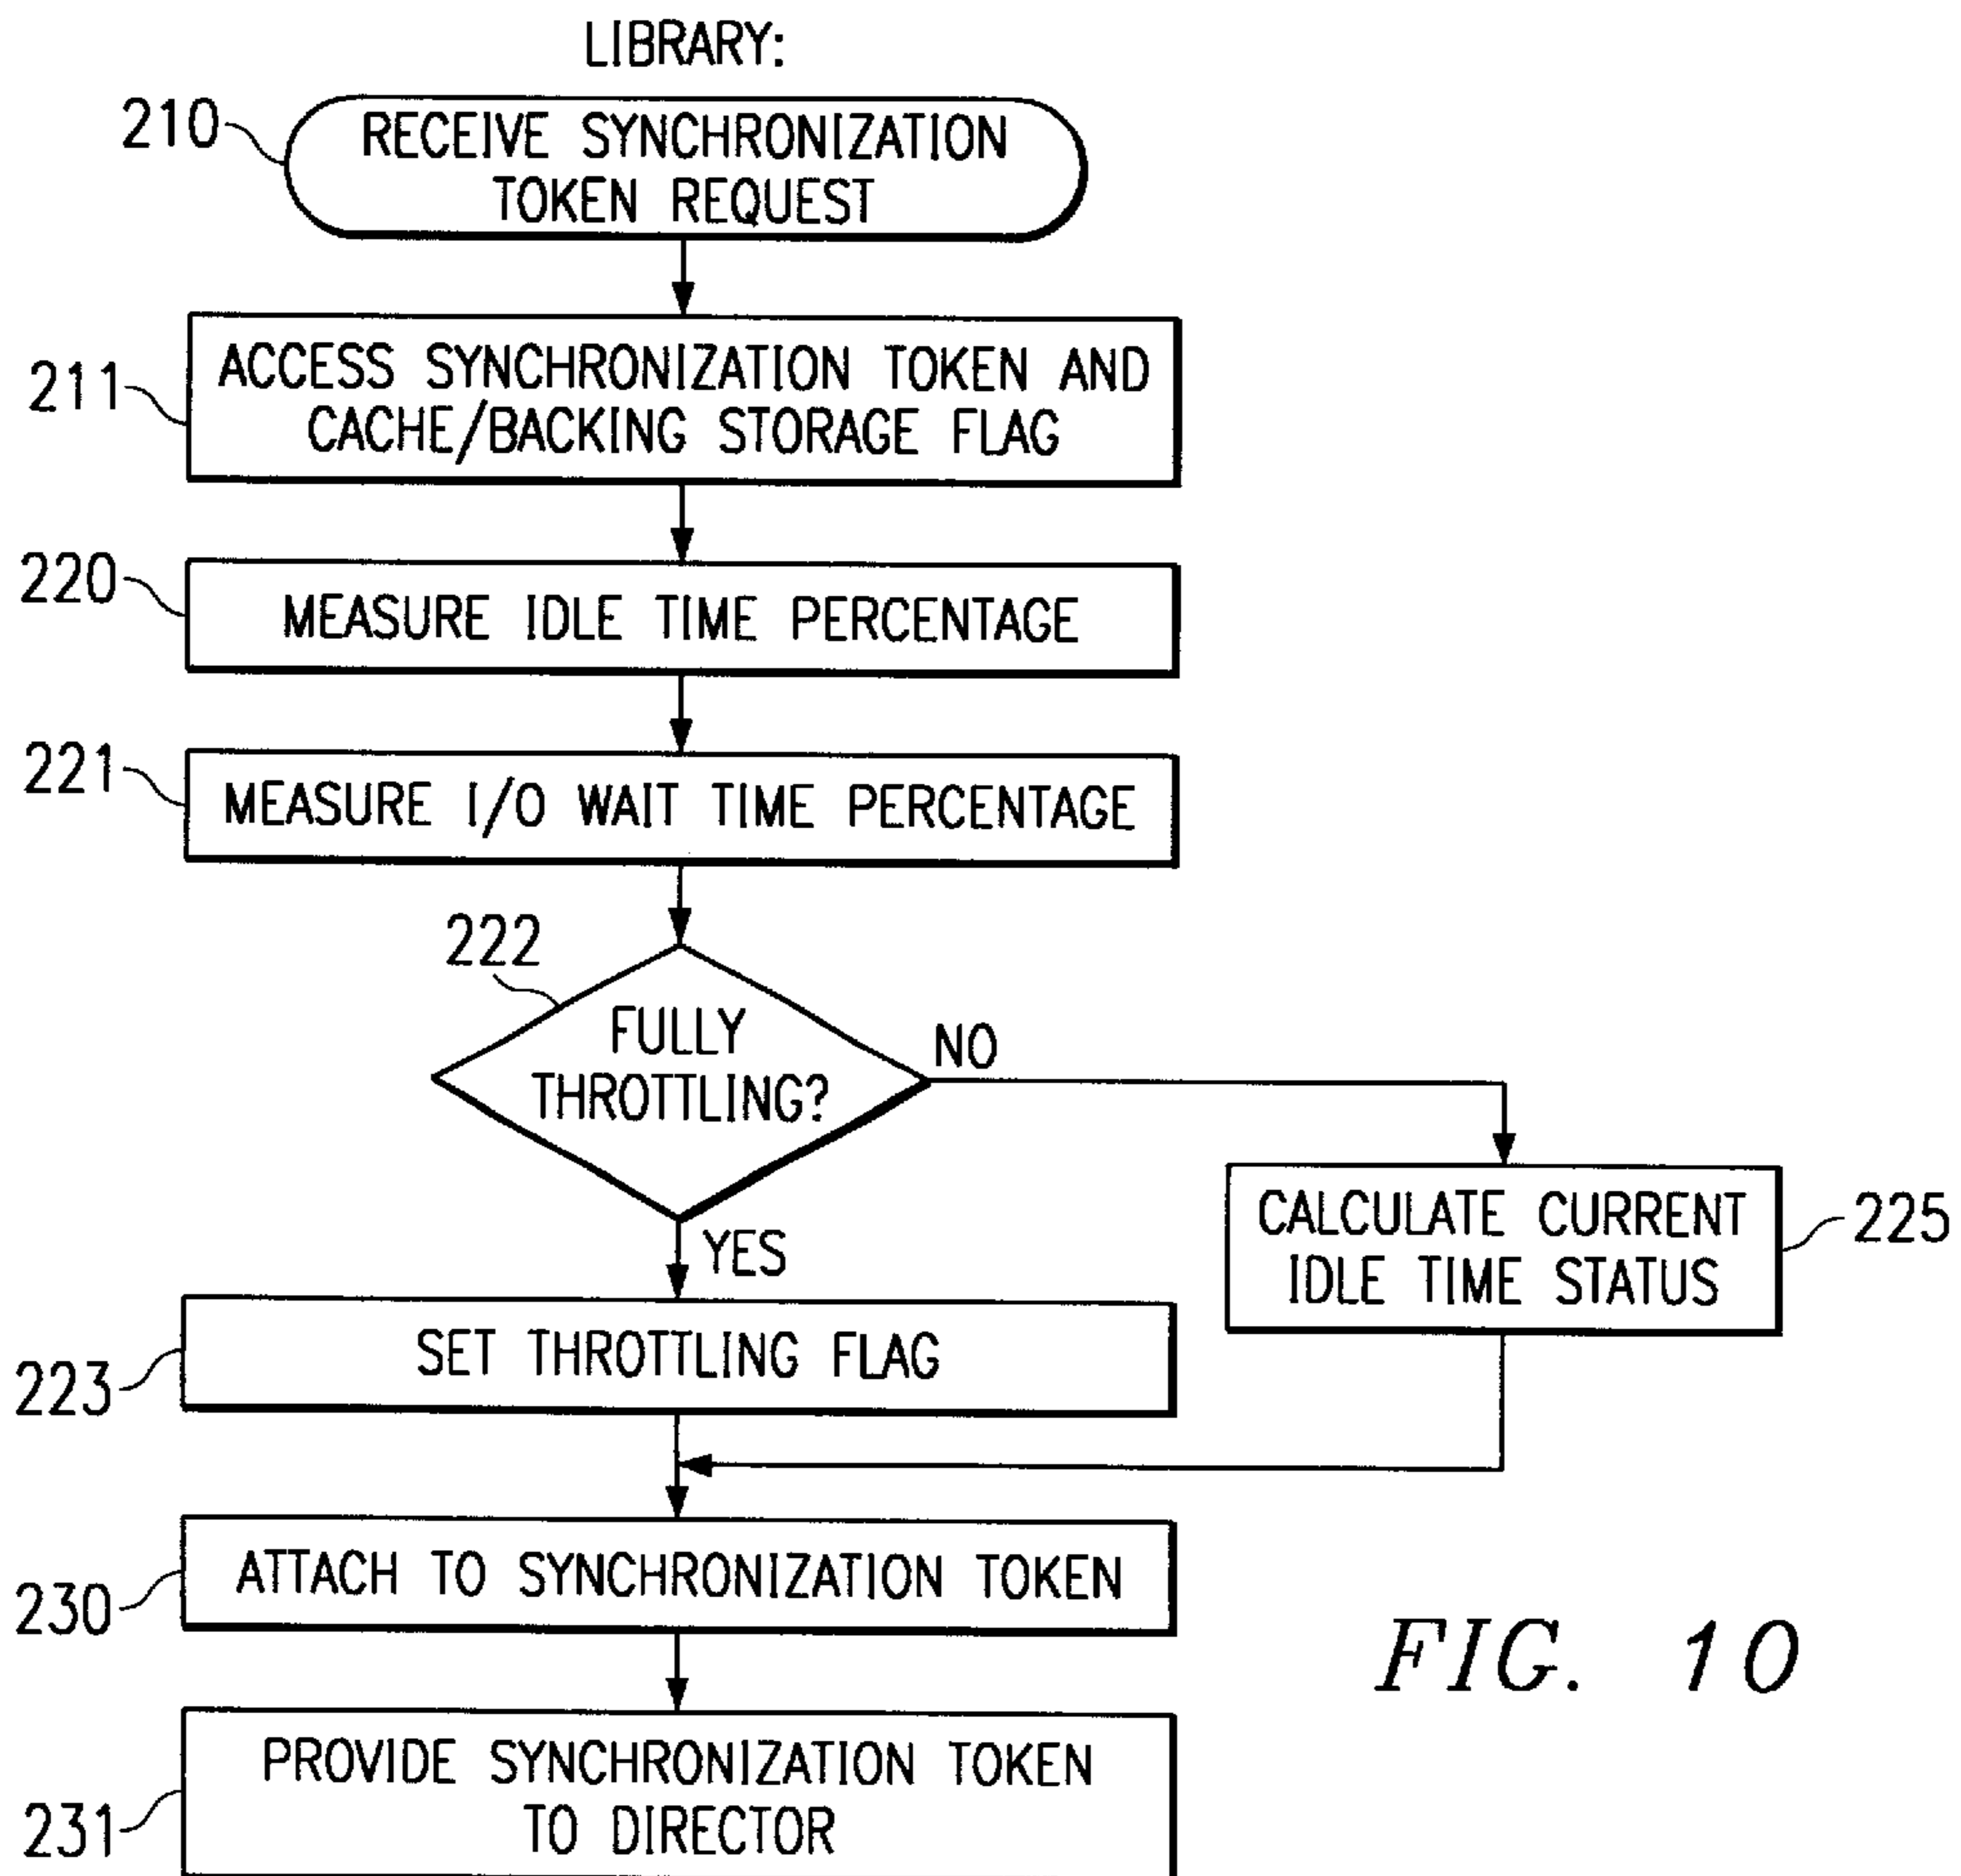 LIBRARY:
210
RECEIVE SYNCHRONIZATION
TOKEN REQUEST
211
ACCESS SYNCHRONIZATION TOKEN AND
CACHE/BACKING STORAGE FLAG
220
MEASURE IDLE TIME PERCENTAGE
221
MEASURE I/O WAIT TIME PERCENTAGE
222
FULLY
THROTTLING?
NO
YES
CALCULATE CURRENT
IDLE TIME STATUS
225
223
SET THROTTLING FLAG
230
ATTACH TO SYNCHRONIZATION TOKEN
231
PROVIDE SYNCHRONIZATION TOKEN
TO DIRECTOR
FIG. 10